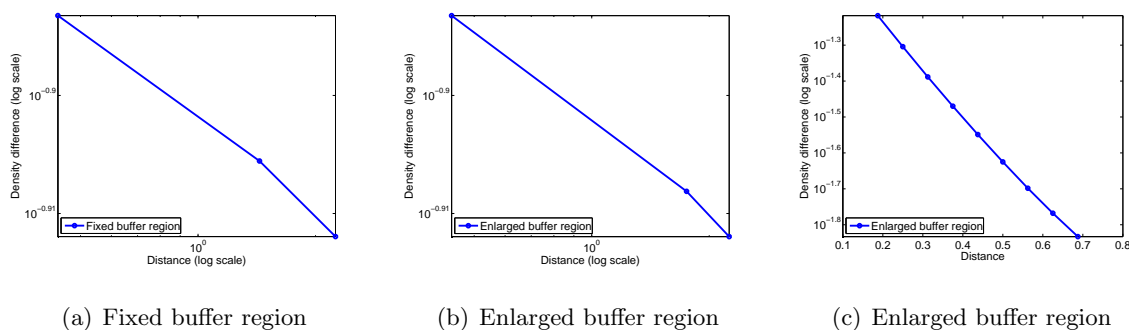 Density difference (log scale)
10^−0.9
10^−0.91
Fixed buffer region
10^0
Distance (log scale)
(a) Fixed buffer region
Density difference (log scale)
10^−0.9
10^−0.91
Enlarged buffer region
10^0
Distance (log scale)
(b) Enlarged buffer region
Density difference (log scale)
10^−1.3
10^−1.4
10^−1.5
10^−1.6
10^−1.7
10^−1.8
Enlarged buffer region
0.1 0.2 0.3 0.4 0.5 0.6 0.7 0.8
Distance
(c) Enlarged buffer region